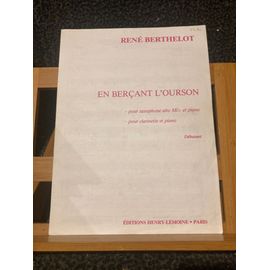 RENÉ BERTHELOT
EN BERÇANT L'OURSON
- pour saxophone alto Mi♭ et piano
- pour clarinette et piano
Débutant
ÉDITIONS HENRY-LEMOINE • PARIS